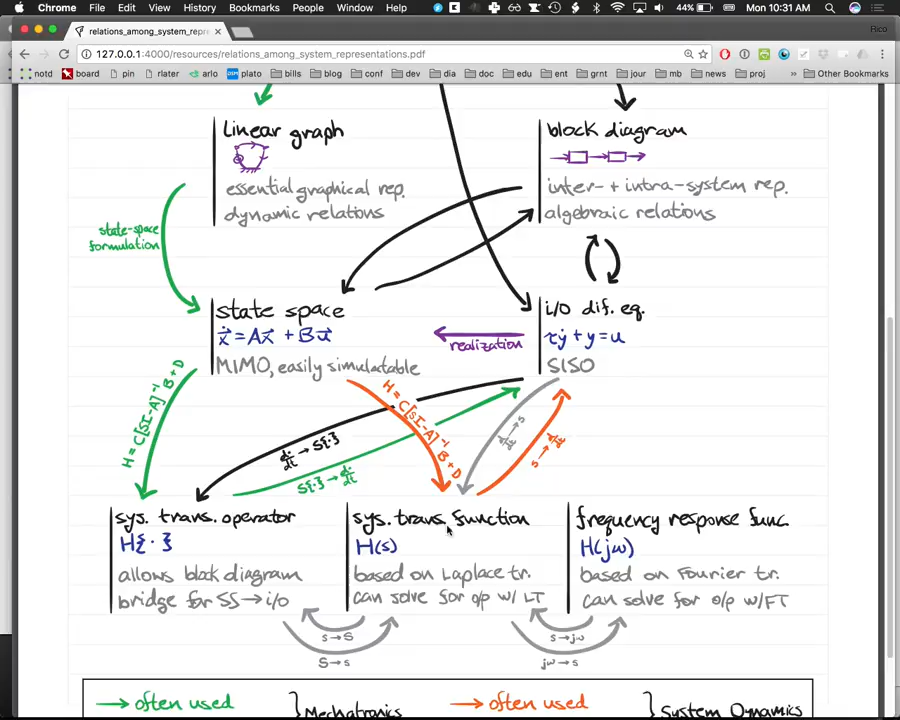 Chrome File Edit View History Bookmarks People Window Help 44% Mon 10:31 AM
relations_among_system_repre
Rico
127.0.0.1:4000/resources/relations_among_system_representations.pdf
notd board pin rlater arlo plato bills blog conf dev dia doc edu ent grnt jour mb news proj » Other Bookmarks
linear graph
essential graphical rep.
dynamic relations
block diagram
inter- + intra-system rep.
algebraic relations
state-space
formulation
state space
ẋ⃗ = Ax⃗ + Bu⃗
MIMO, easily simulatable
realization
i/o dif. eq.
τẏ + y = u
SISO
H = C[SI-A]⁻¹ B + D
H = C[sI-A]⁻¹ B + D
d/dt → S{·}
S{·} → d/dt
d/dt → s
s → d/dt
sys. trans. operator
H{·}
allows block diagram
bridge for SS → i/o
sys. trans. function
H(s)
based on Laplace tr.
can solve for o/p w/ LT
frequency response func.
H(jω)
based on Fourier tr.
can solve for o/p w/FT
s → S
S → s
s → jω
jω → s
often used } Mechatronics
often used } System Dynamics